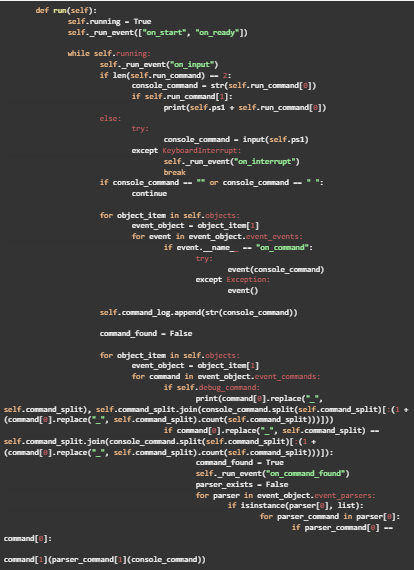 def run(self):
self.running = True
self._run_event(["on_start", "on_ready"])
while self.running:
self._run_event("on_input")
if len(self.run_command) == 2:
console_command = str(self.run_command[0])
if self.run_command[1]:
print(self.ps1 + self.run_command[0])
else:
try:
console_command = input(self.ps1)
except KeyboardInterrupt:
self._run_event("on_interrupt")
break
if console_command == "" or console_command == " ":
continue
for object_item in self.objects:
event_object = object_item[1]
for event in event_object.event_events:
if event.__name__ == "on_command":
try:
event(console_command)
except Exception:
event()
self.command_log.append(str(console_command))
command_found = False
for object_item in self.objects:
event_object = object_item[1]
for command in event_object.event_commands:
if self.debug_command:
print(command[0].replace("_",
self.command_split), self.command_split.join(console_command.split(self.command_split)[:(1 +
(command[0].replace("_", self.command_split).count(self.command_split)))]))
if command[0].replace("_", self.command_split) ==
self.command_split.join(console_command.split(self.command_split)[:(1 +
(command[0].replace("_", self.command_split).count(self.command_split)))]):
command_found = True
self._run_event("on_command_found")
parser_exists = False
for parser in event_object.event_parsers:
if isinstance(parser[0], list):
for parser_command in parser[0]:
if parser_command[0] ==
command[0]:
command[1](parser_command[1](console_command))